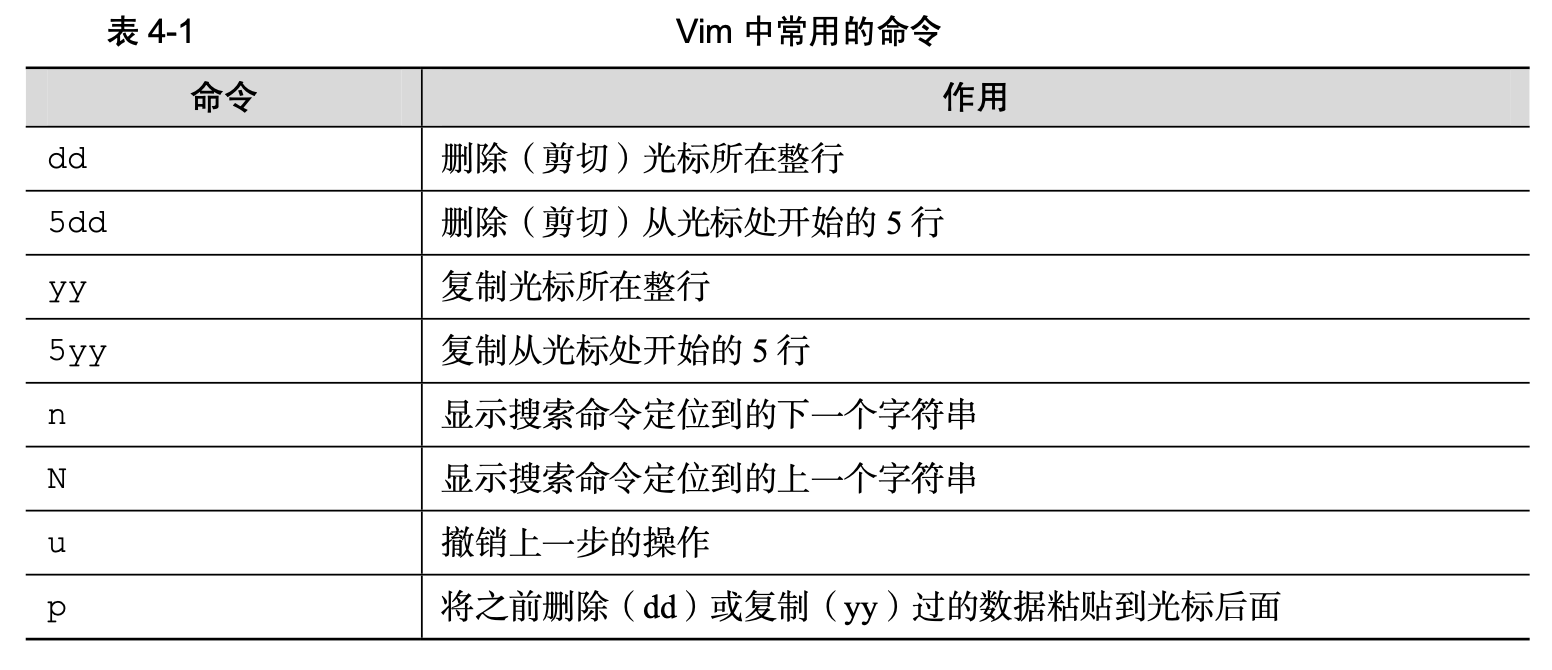 表 4-1 Vim 中常用的命令
命令 作用
dd 删除（剪切）光标所在整行
5dd 删除（剪切）从光标处开始的 5 行
yy 复制光标所在整行
5yy 复制从光标处开始的 5 行
n 显示搜索命令定位到的下一个字符串
N 显示搜索命令定位到的上一个字符串
u 撤销上一步的操作
p 将之前删除（dd）或复制（yy）过的数据粘贴到光标后面